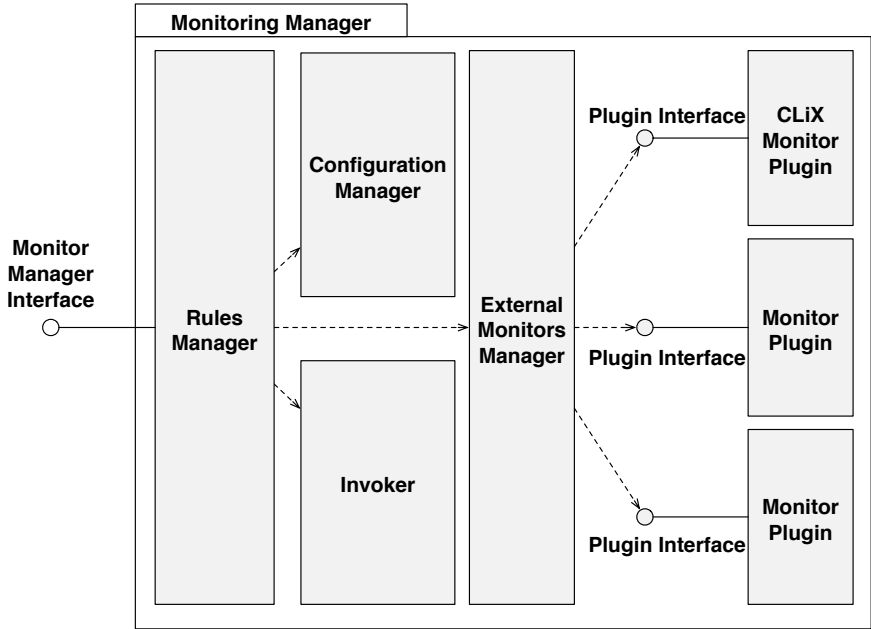 Monitoring Manager
Monitor
Manager
Interface
Rules
Manager
Configuration
Manager
Invoker
External
Monitors
Manager
Plugin Interface
CLiX
Monitor
Plugin
Plugin Interface
Monitor
Plugin
Plugin Interface
Monitor
Plugin